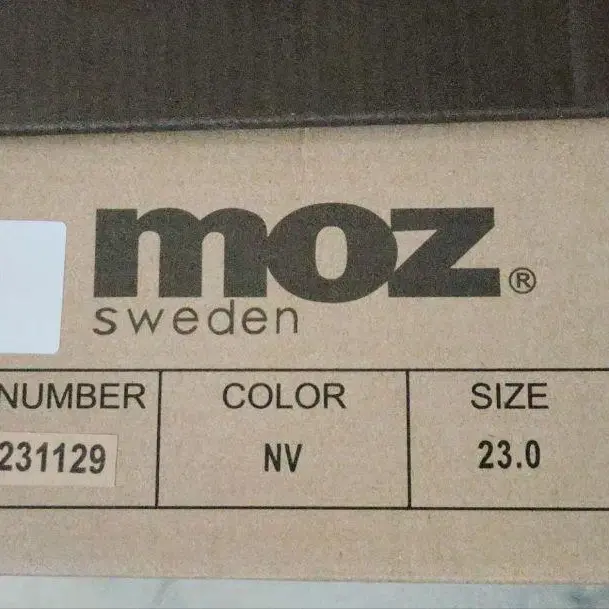 moz®
sweden
NUMBER COLOR SIZE
231129 NV 23.0